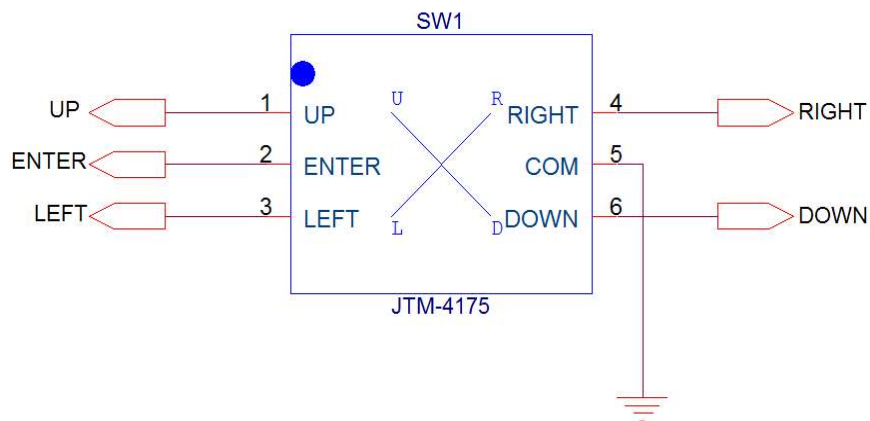 SW1
UP 1 UP U R RIGHT 4 RIGHT
ENTER 2 ENTER COM 5
LEFT 3 LEFT L D DOWN 6 DOWN
JTM-4175